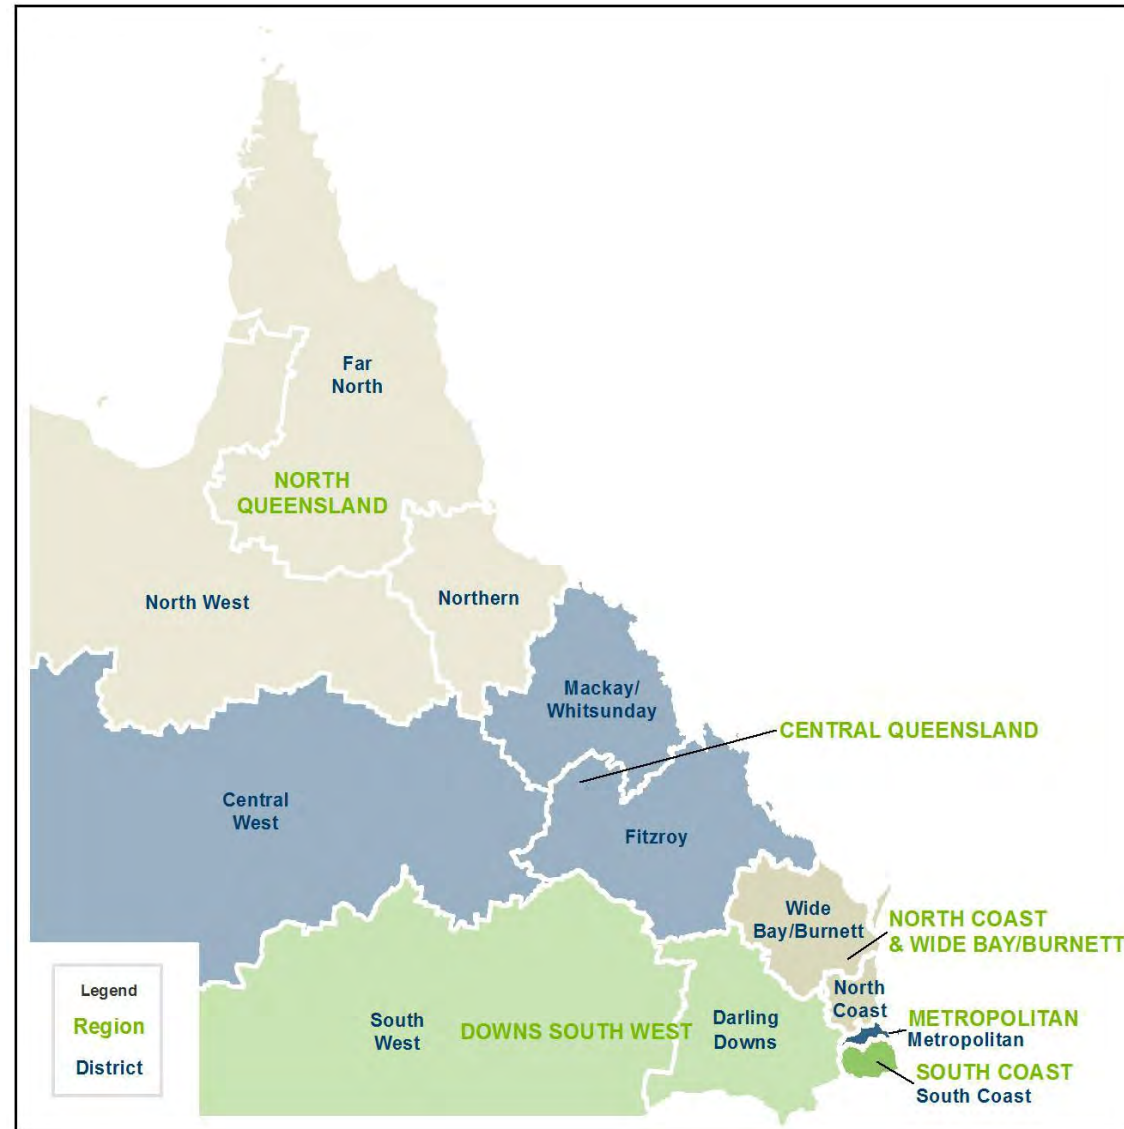 Far
North
NORTH
QUEENSLAND
North West
Northern
Mackay/
Whitsunday
CENTRAL QUEENSLAND
Central
West
Fitzroy
Wide
Bay/Burnett
NORTH COAST
& WIDE BAY/BURNETT
North
Coast
Legend
Region
District
South
West
DOWNS SOUTH WEST
Darling
Downs
METROPOLITAN
Metropolitan
SOUTH COAST
South Coast